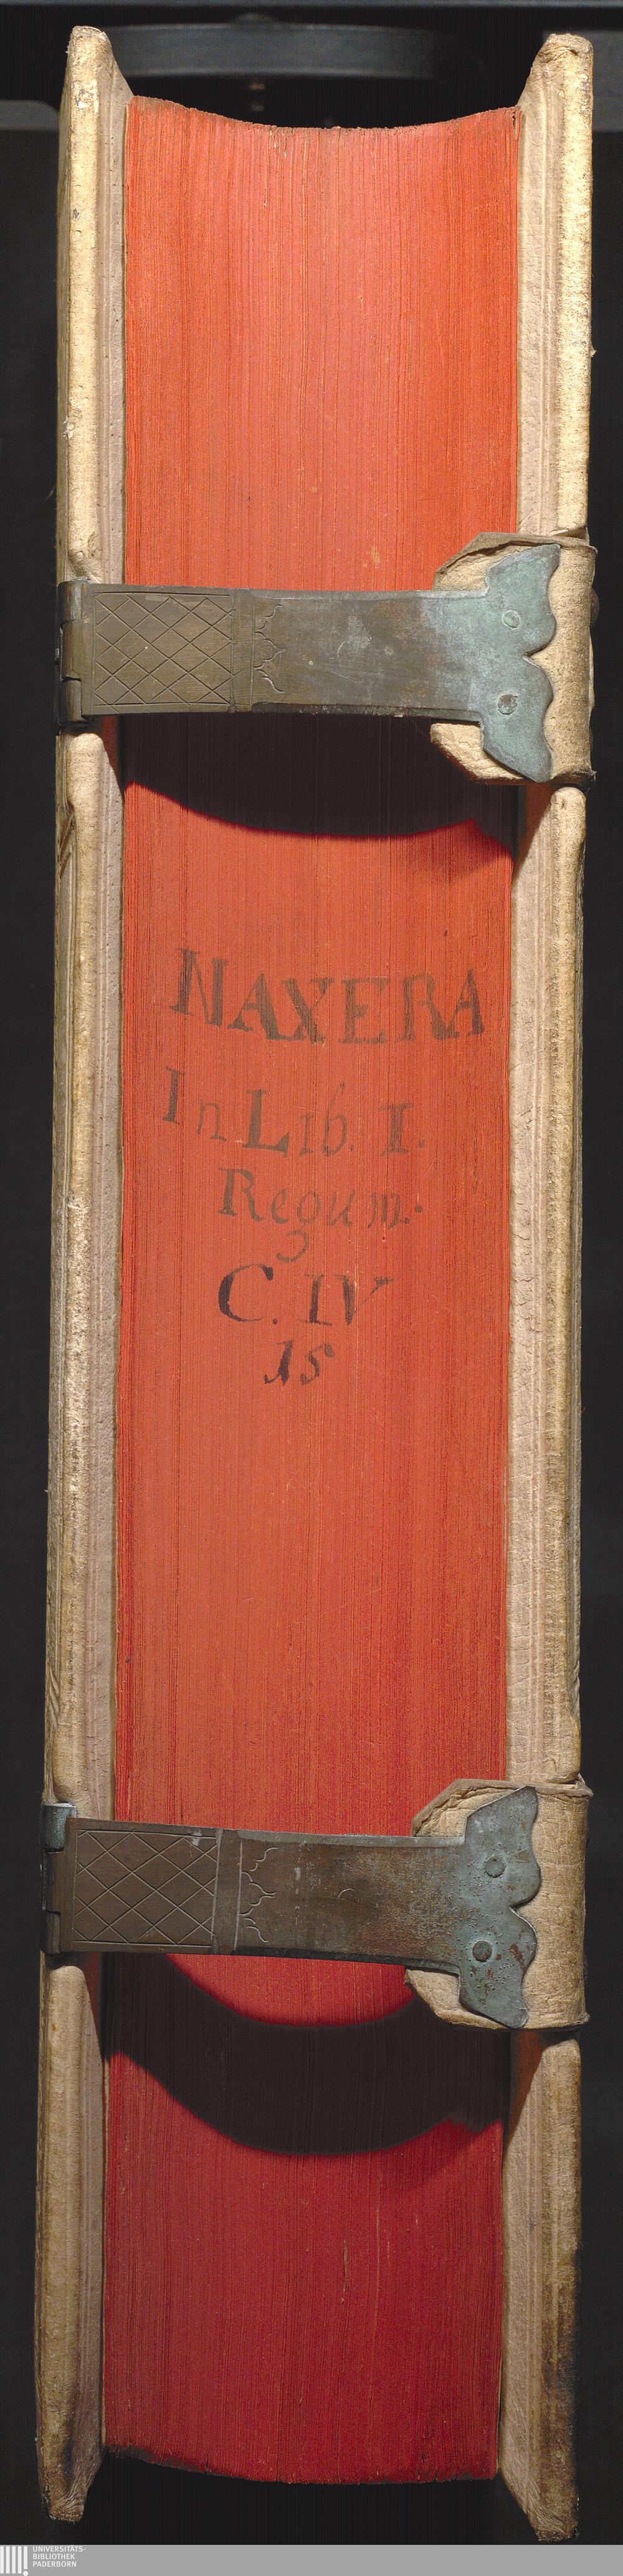 NAXERA
In Lib. I.
Regum.
C. IV
15
UNIVERSITÄTS-
BIBLIOTHEK
PADERBORN